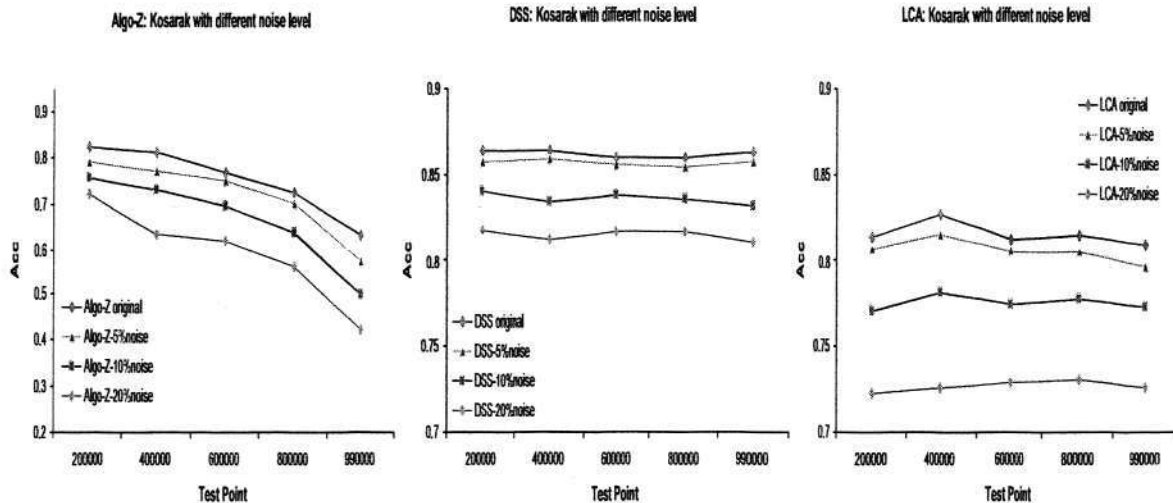 Algo-Z: Kosarak with different noise level
Acc
0.9
0.8
0.7
0.6
0.5
0.4
0.3
0.2
Algo-Z original
Algo-Z-5%noise
Algo-Z-10%noise
Algo-Z-20%noise
200000 400000 600000 800000 990000
Test Point
DSS: Kosarak with different noise level
Acc
0.9
0.85
0.8
0.75
0.7
DSS original
DSS-5%noise
DSS-10%noise
DSS-20%noise
200000 400000 600000 800000 990000
Test Point
LCA: Kosarak with different noise level
Acc
0.9
0.85
0.8
0.75
0.7
LCA original
LCA-5%noise
LCA-10%noise
LCA-20%noise
200000 400000 600000 800000 990000
Test Point